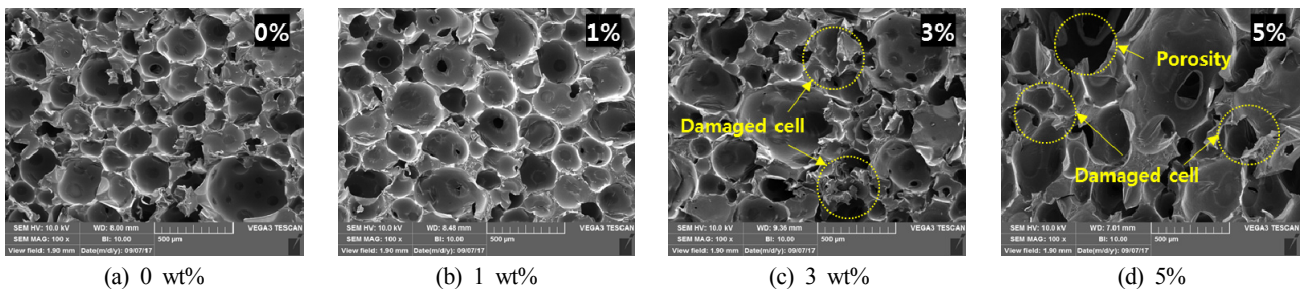 0%
SEM HV: 10.0 kV WD: 8.00 mm VEGA3 TESCAN
SEM MAG: 100 x BI: 10.00 500 µm
View field: 1.90 mm Date(m/d/y): 09/07/17
(a) 0 wt%
1%
SEM HV: 10.0 kV WD: 8.48 mm VEGA3 TESCAN
SEM MAG: 100 x BI: 10.00 500 µm
View field: 1.90 mm Date(m/d/y): 09/07/17
(b) 1 wt%
3%
Damaged cell
SEM HV: 10.0 kV WD: 9.36 mm VEGA3 TESCAN
SEM MAG: 100 x BI: 10.00 500 µm
View field: 1.90 mm Date(m/d/y): 09/07/17
(c) 3 wt%
5%
Porosity
Damaged cell
SEM HV: 10.0 kV WD: 7.01 mm VEGA3 TESCAN
SEM MAG: 100 x BI: 10.00 500 µm
View field: 1.90 mm Date(m/d/y): 09/07/17
(d) 5%